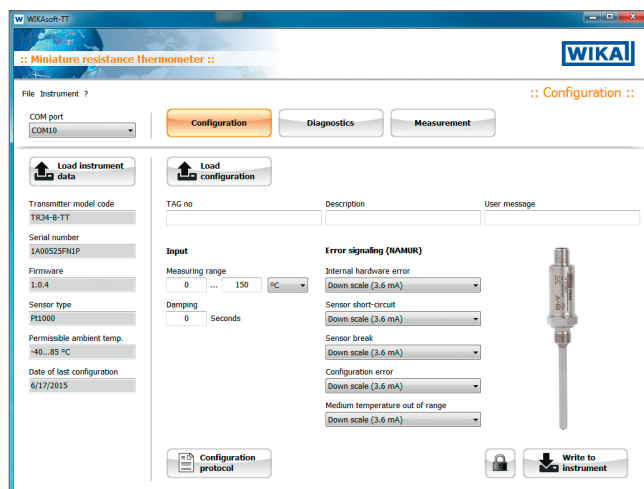 WIKAsoft-TT
:: Miniature resistance thermometer ::
WIKA
File Instrument ?
:: Configuration ::
COM port
COM10
Configuration
Diagnostics
Measurement
Load instrument
data
Load
configuration
Transmitter model code
TR34-B-TT
Serial number
1A00525FN1P
Firmware
1.0.4
Sensor type
Pt1000
Permissible ambient temp.
-40...85 °C
Date of last configuration
6/17/2015
TAG no
Description
User message
Input
Measuring range
0 ... 150 °C
Damping
0 Seconds
Error signaling (NAMUR)
Internal hardware error
Down scale (3.6 mA)
Sensor short-circuit
Down scale (3.6 mA)
Sensor break
Down scale (3.6 mA)
Configuration error
Down scale (3.6 mA)
Medium temperature out of range
Down scale (3.6 mA)
Configuration
protocol
Write to
instrument